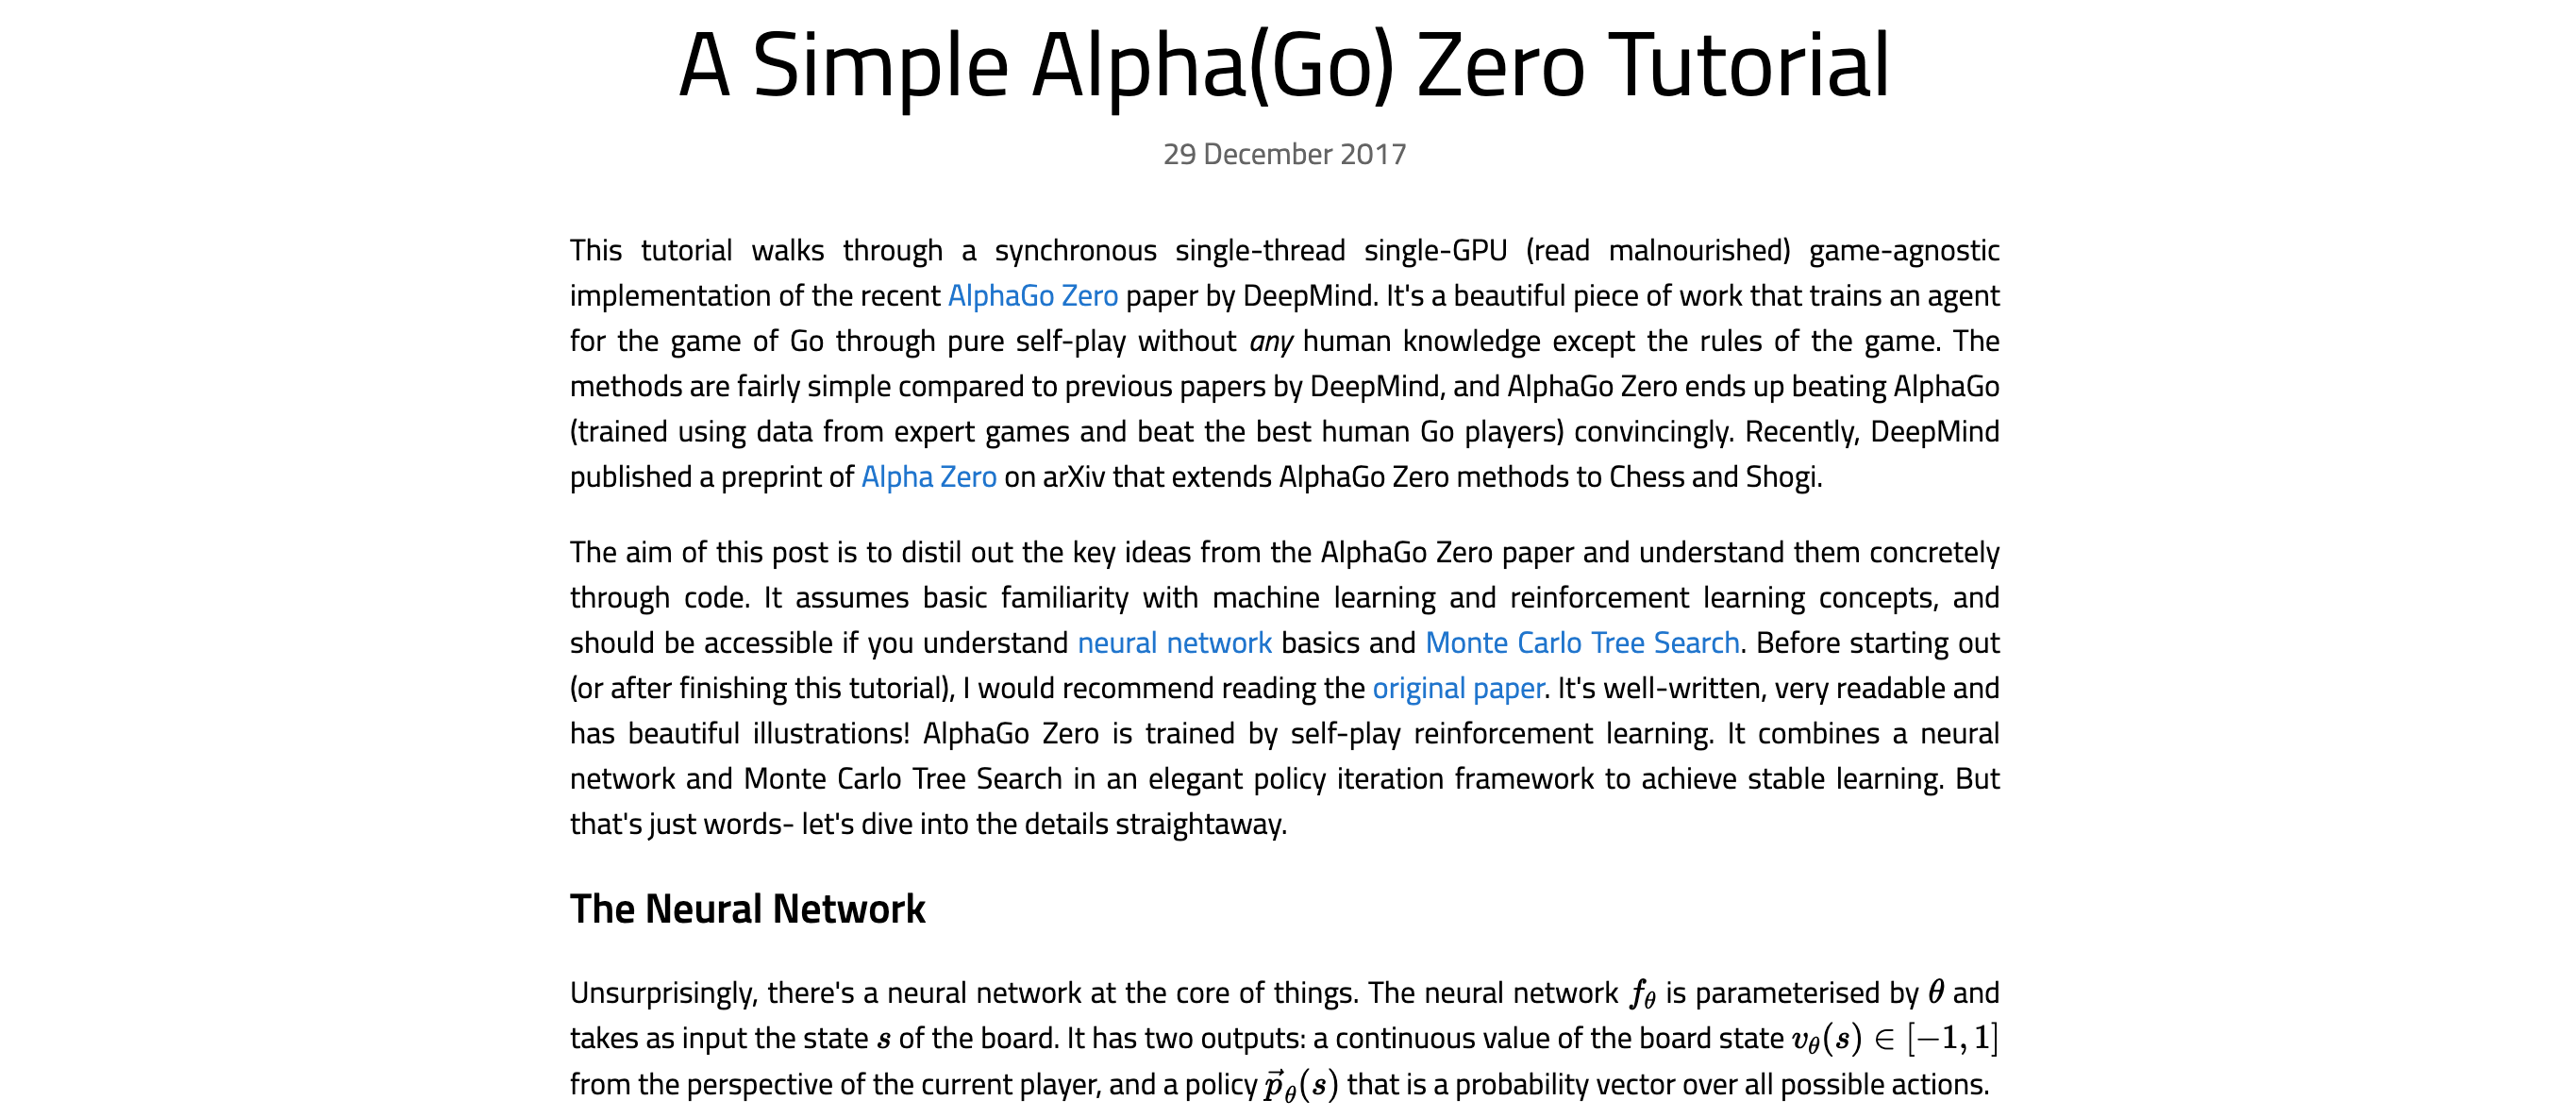 A Simple Alpha(Go) Zero Tutorial
29 December 2017
This tutorial walks through a synchronous single-thread single-GPU (read malnourished) game-agnostic
implementation of the recent AlphaGo Zero paper by DeepMind. It's a beautiful piece of work that trains an agent
for the game of Go through pure self-play without any human knowledge except the rules of the game. The
methods are fairly simple compared to previous papers by DeepMind, and AlphaGo Zero ends up beating AlphaGo
(trained using data from expert games and beat the best human Go players) convincingly. Recently, DeepMind
published a preprint of Alpha Zero on arXiv that extends AlphaGo Zero methods to Chess and Shogi.
The aim of this post is to distil out the key ideas from the AlphaGo Zero paper and understand them concretely
through code. It assumes basic familiarity with machine learning and reinforcement learning concepts, and
should be accessible if you understand neural network basics and Monte Carlo Tree Search. Before starting out
(or after finishing this tutorial), I would recommend reading the original paper. It's well-written, very readable and
has beautiful illustrations! AlphaGo Zero is trained by self-play reinforcement learning. It combines a neural
network and Monte Carlo Tree Search in an elegant policy iteration framework to achieve stable learning. But
that's just words- let's dive into the details straightaway.
The Neural Network
Unsurprisingly, there's a neural network at the core of things. The neural network f_θ is parameterised by θ and
takes as input the state s of the board. It has two outputs: a continuous value of the board state v_θ(s) ∈ [−1, 1]
from the perspective of the current player, and a policy p⃗_θ(s) that is a probability vector over all possible actions.